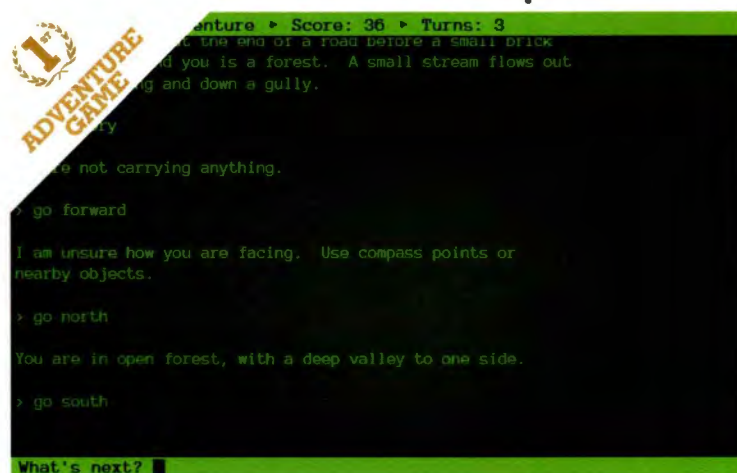 1ST
ADVENTURE
GAME
enture ▸ Score: 36 ▸ Turns: 3
t the end of a road before a small brick
d you is a forest. A small stream flows out
ng and down a gully.
ry
re not carrying anything.
> go forward
I am unsure how you are facing. Use compass points or
nearby objects.
> go north
You are in open forest, with a deep valley to one side.
> go south
What's next?